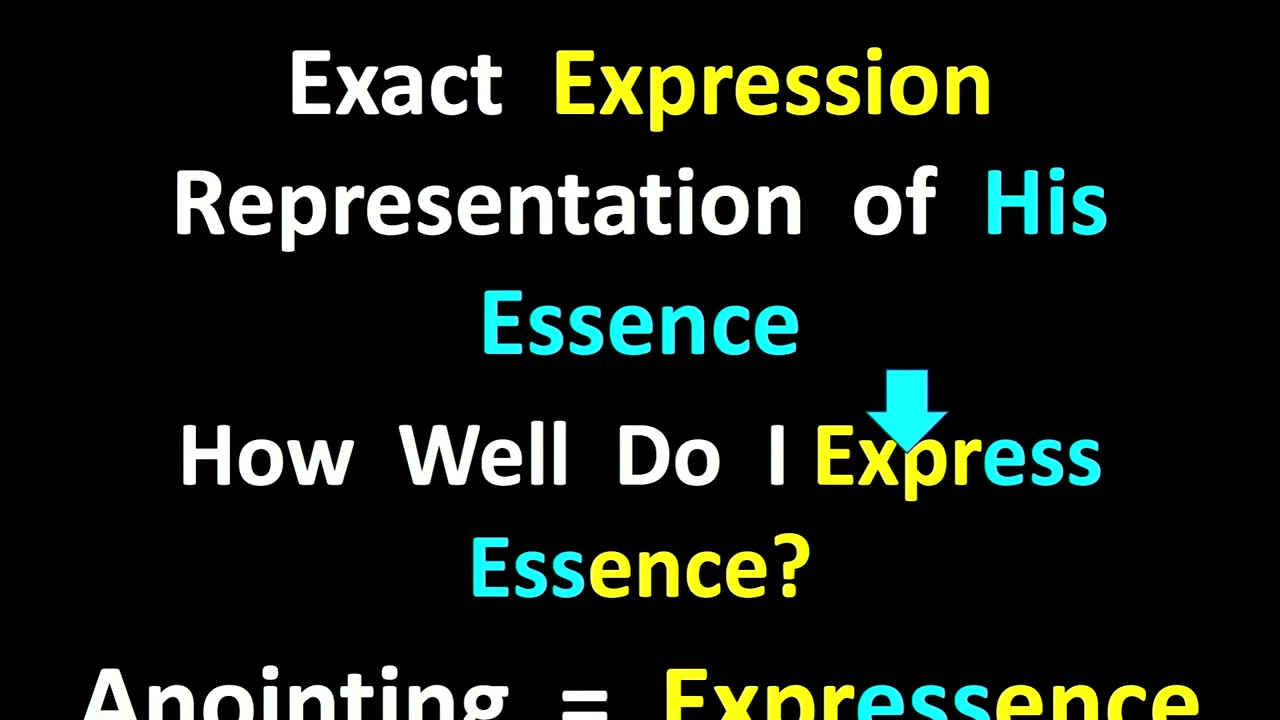 Exact Expression
Representation of His
Essence
How Well Do I Express
Essence?
Anointing = Expressence